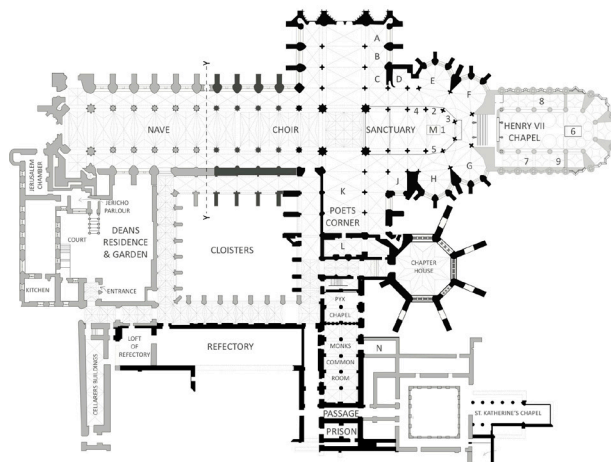 A
B
C
D
E
F
Y
4
2
3
8
NAVE
CHOIR
SANCTUARY
M
1
HENRY VII
CHAPEL
6
5
7
9
JERUSALEM
CHAMBER
JERICHO
PARLOUR
K
POETS
CORNER
J
H
G
Y
COURT
DEANS
RESIDENCE
& GARDEN
CLOISTERS
L
CHAPTER
HOUSE
KITCHEN
ENTRANCE
PYX
CHAPEL
LOFT
OF
REFECTORY
REFECTORY
MONKS
COMMON
ROOM
N
CELLARERS BUILDINGS
PASSAGE
PRISON
ST. KATHERINE'S CHAPEL